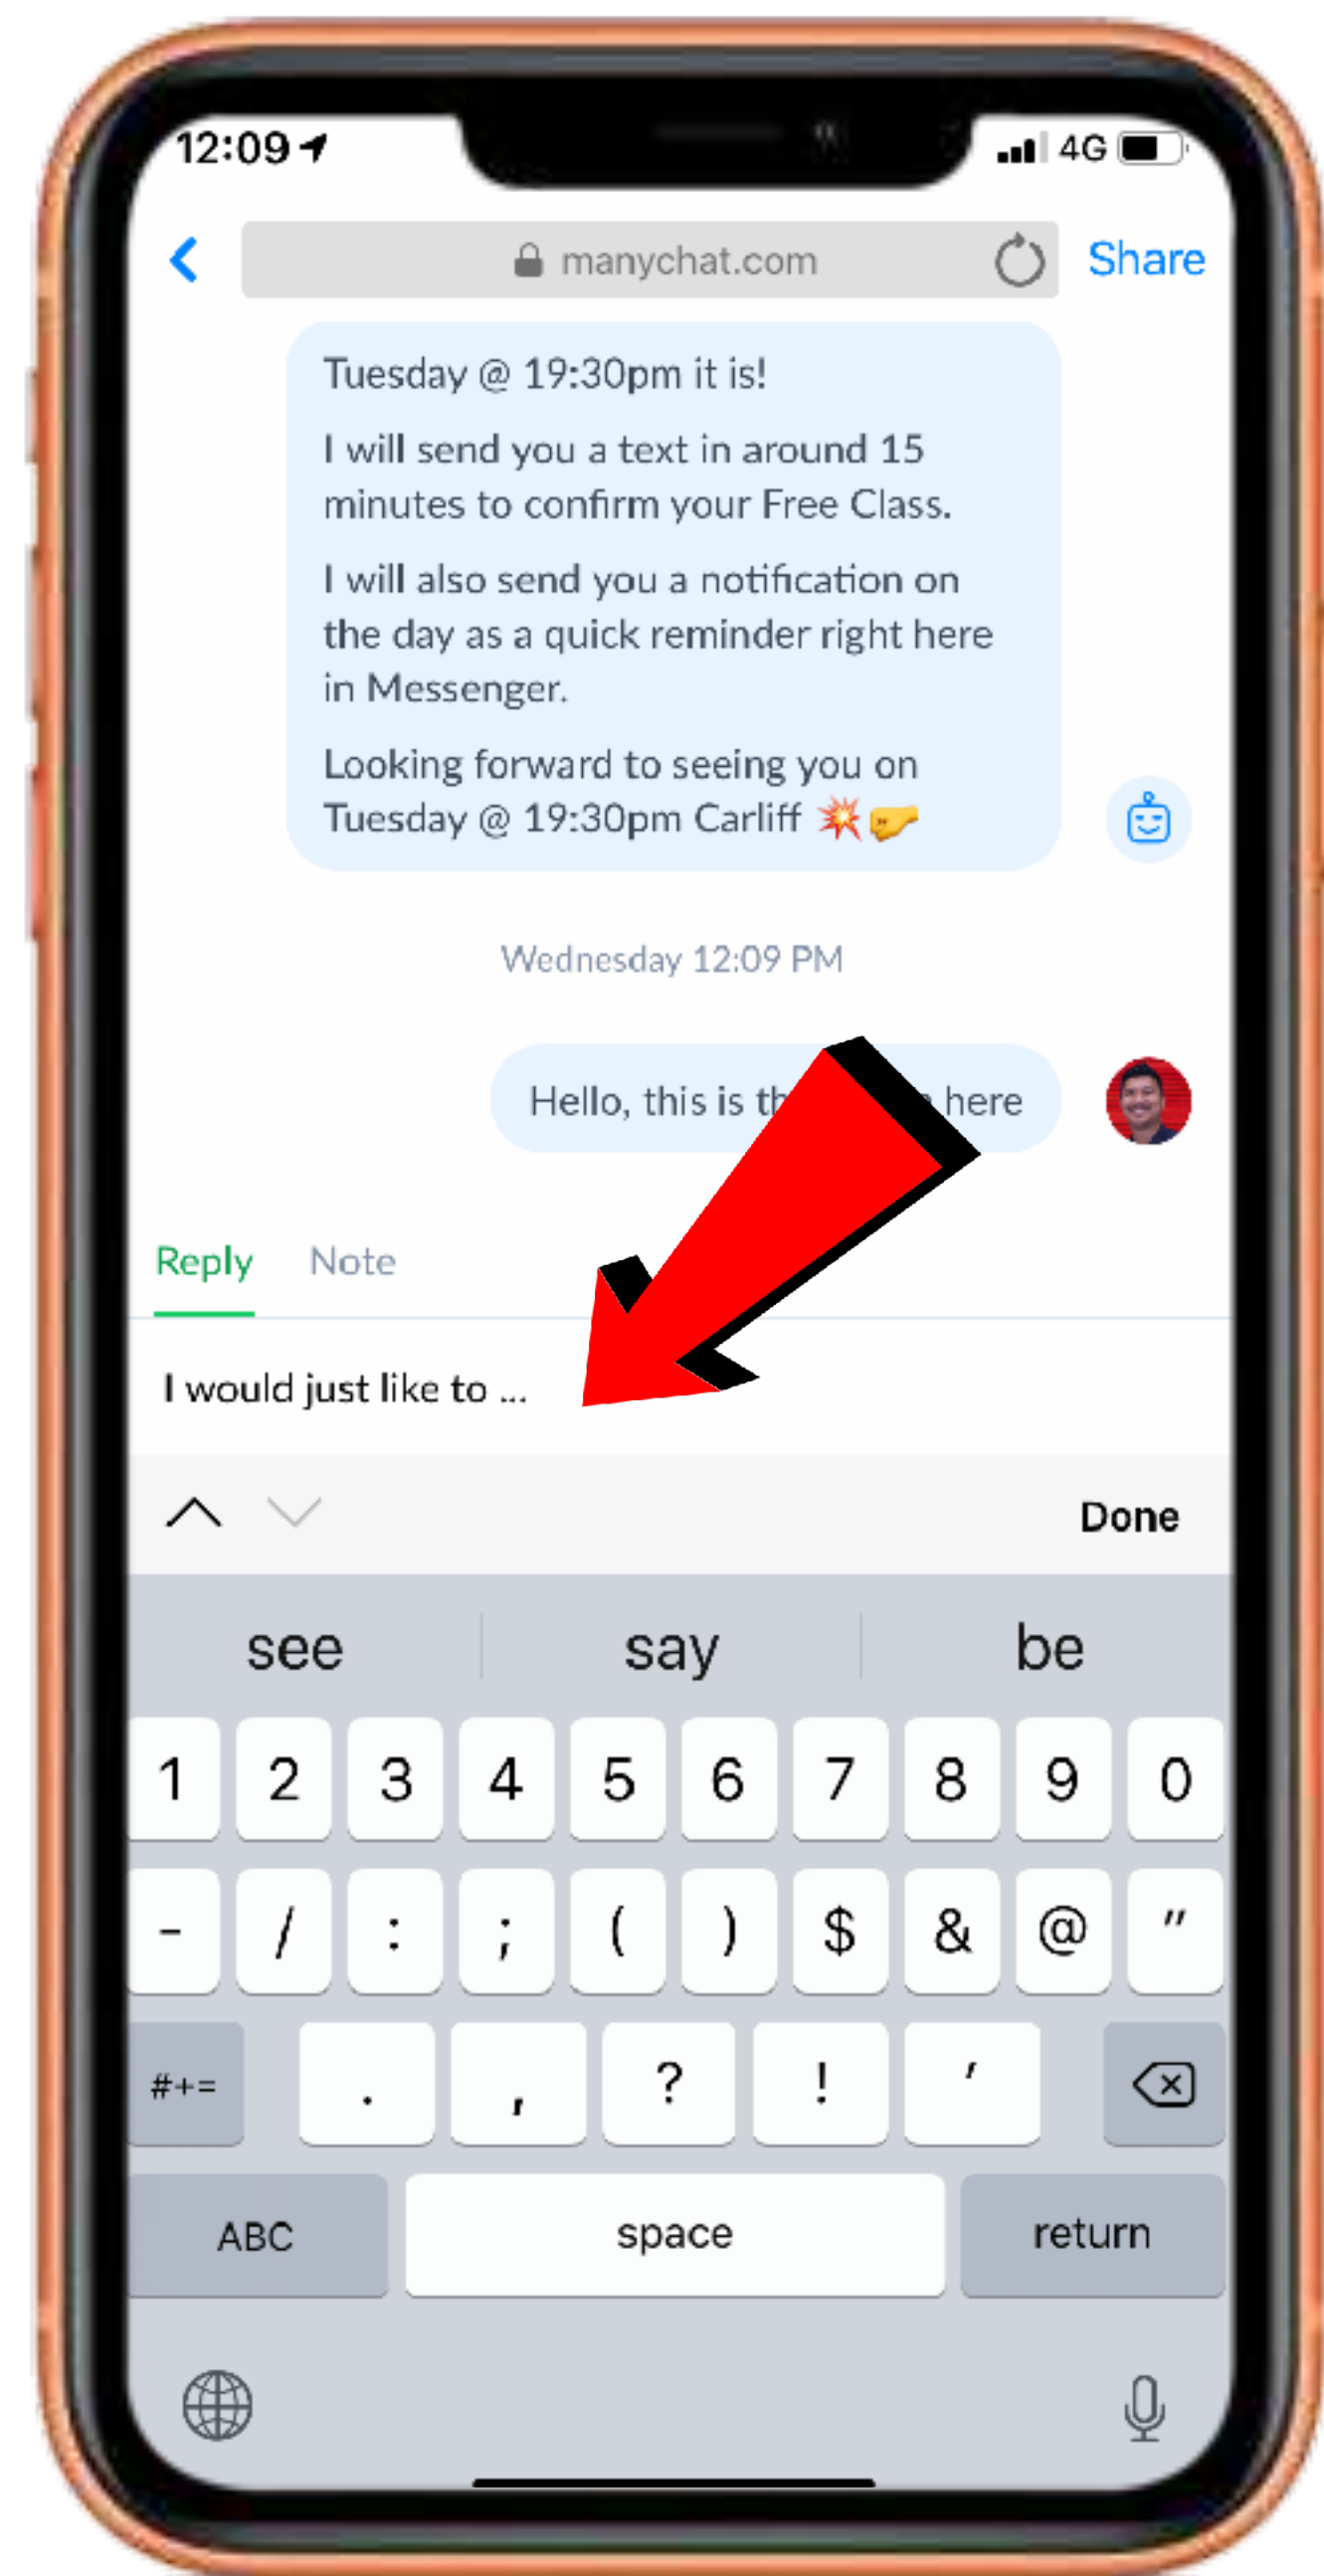 12:09
4G
manychat.com
Share
Tuesday @ 19:30pm it is!
I will send you a text in around 15
minutes to confirm your Free Class.
I will also send you a notification on
the day as a quick reminder right here
in Messenger.
Looking forward to seeing you on
Tuesday @ 19:30pm Carliff 💥🤛
Wednesday 12:09 PM
Hello, this is here
Reply Note
I would just like to ...
Done
see say be
1 2 3 4 5 6 7 8 9 0
- / : ; ( ) $ & @ "
#+= . , ? ! '
ABC space return